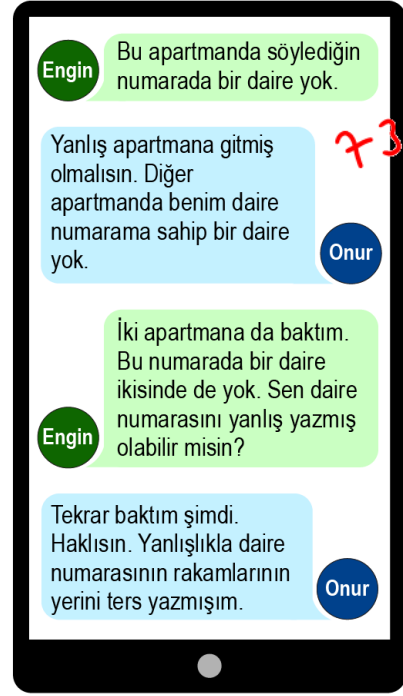 Engin
Bu apartmanda söylediğin
numarada bir daire yok.
73
Yanlış apartmana gitmiş
olmalısın. Diğer
apartmanda benim daire
numarama sahip bir daire
yok.
Onur
İki apartmana da baktım.
Bu numarada bir daire
ikisinde de yok. Sen daire
numarasını yanlış yazmış
olabilir misin?
Engin
Tekrar baktım şimdi.
Haklısın. Yanlışlıkla daire
numarasının rakamlarının
yerini ters yazmışım.
Onur